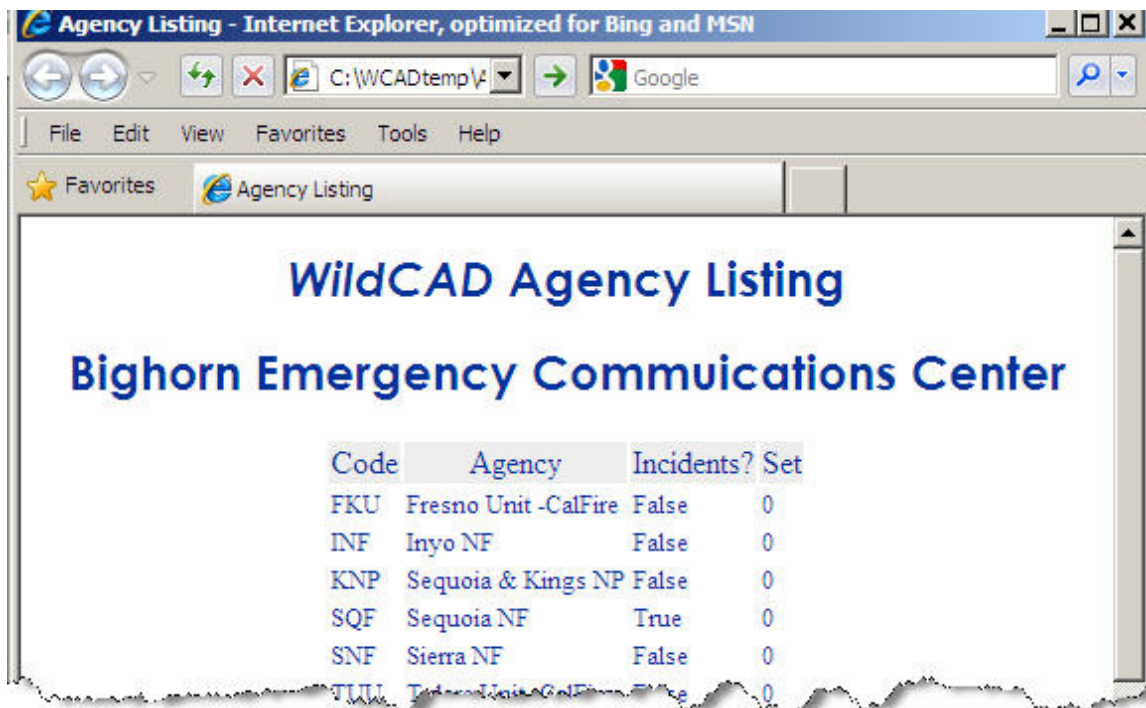 Agency Listing - Internet Explorer, optimized for Bing and MSN
C:\WCADtemp\A
Google
File Edit View Favorites Tools Help
Favorites Agency Listing
WildCAD Agency Listing
Bighorn Emergency Commuications Center
Code Agency Incidents? Set
FKU Fresno Unit -CalFire False 0
INF Inyo NF False 0
KNP Sequoia & Kings NP False 0
SQF Sequoia NF True 0
SNF Sierra NF False 0
TUU 0